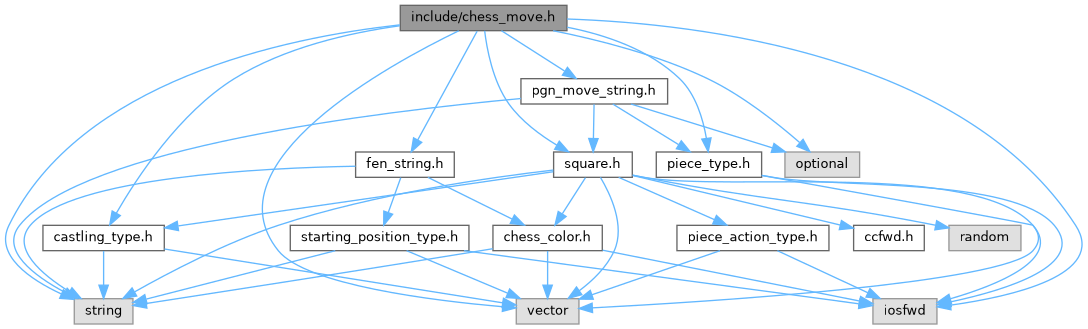 include/chess_move.h
pgn_move_string.h
fen_string.h
square.h
piece_type.h
optional
castling_type.h
starting_position_type.h
chess_color.h
piece_action_type.h
ccfwd.h
random
string
vector
iosfwd